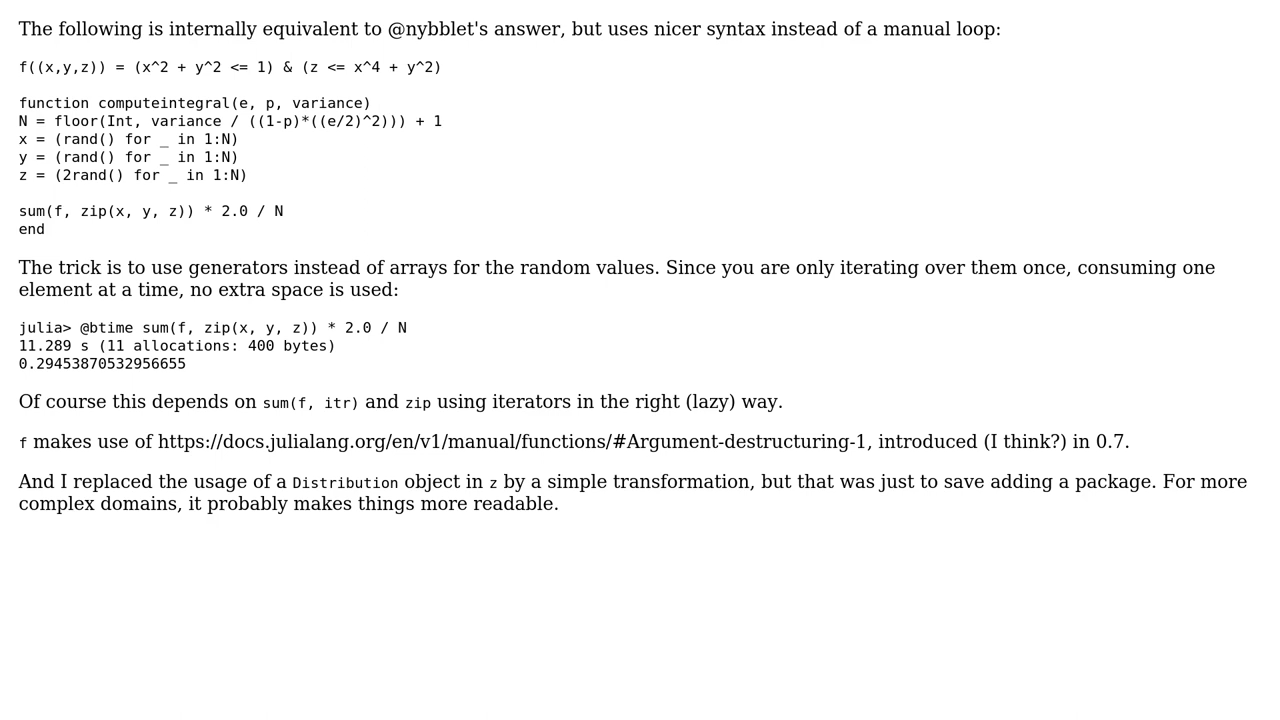 The following is internally equivalent to @nybblet's answer, but uses nicer syntax instead of a manual loop:
f((x,y,z)) = (x^2 + y^2 <= 1) & (z <= x^4 + y^2)
function computeintegral(e, p, variance)
N = floor(Int, variance / ((1-p)*((e/2)^2))) + 1
x = (rand() for _ in 1:N)
y = (rand() for _ in 1:N)
z = (2rand() for _ in 1:N)
sum(f, zip(x, y, z)) * 2.0 / N
end
The trick is to use generators instead of arrays for the random values. Since you are only iterating over them once, consuming one
element at a time, no extra space is used:
julia> @btime sum(f, zip(x, y, z)) * 2.0 / N
11.289 s (11 allocations: 400 bytes)
0.29453870532956655
Of course this depends on sum(f, itr) and zip using iterators in the right (lazy) way.
f makes use of https://docs.julialang.org/en/v1/manual/functions/#Argument-destructuring-1, introduced (I think?) in 0.7.
And I replaced the usage of a Distribution object in z by a simple transformation, but that was just to save adding a package. For more
complex domains, it probably makes things more readable.